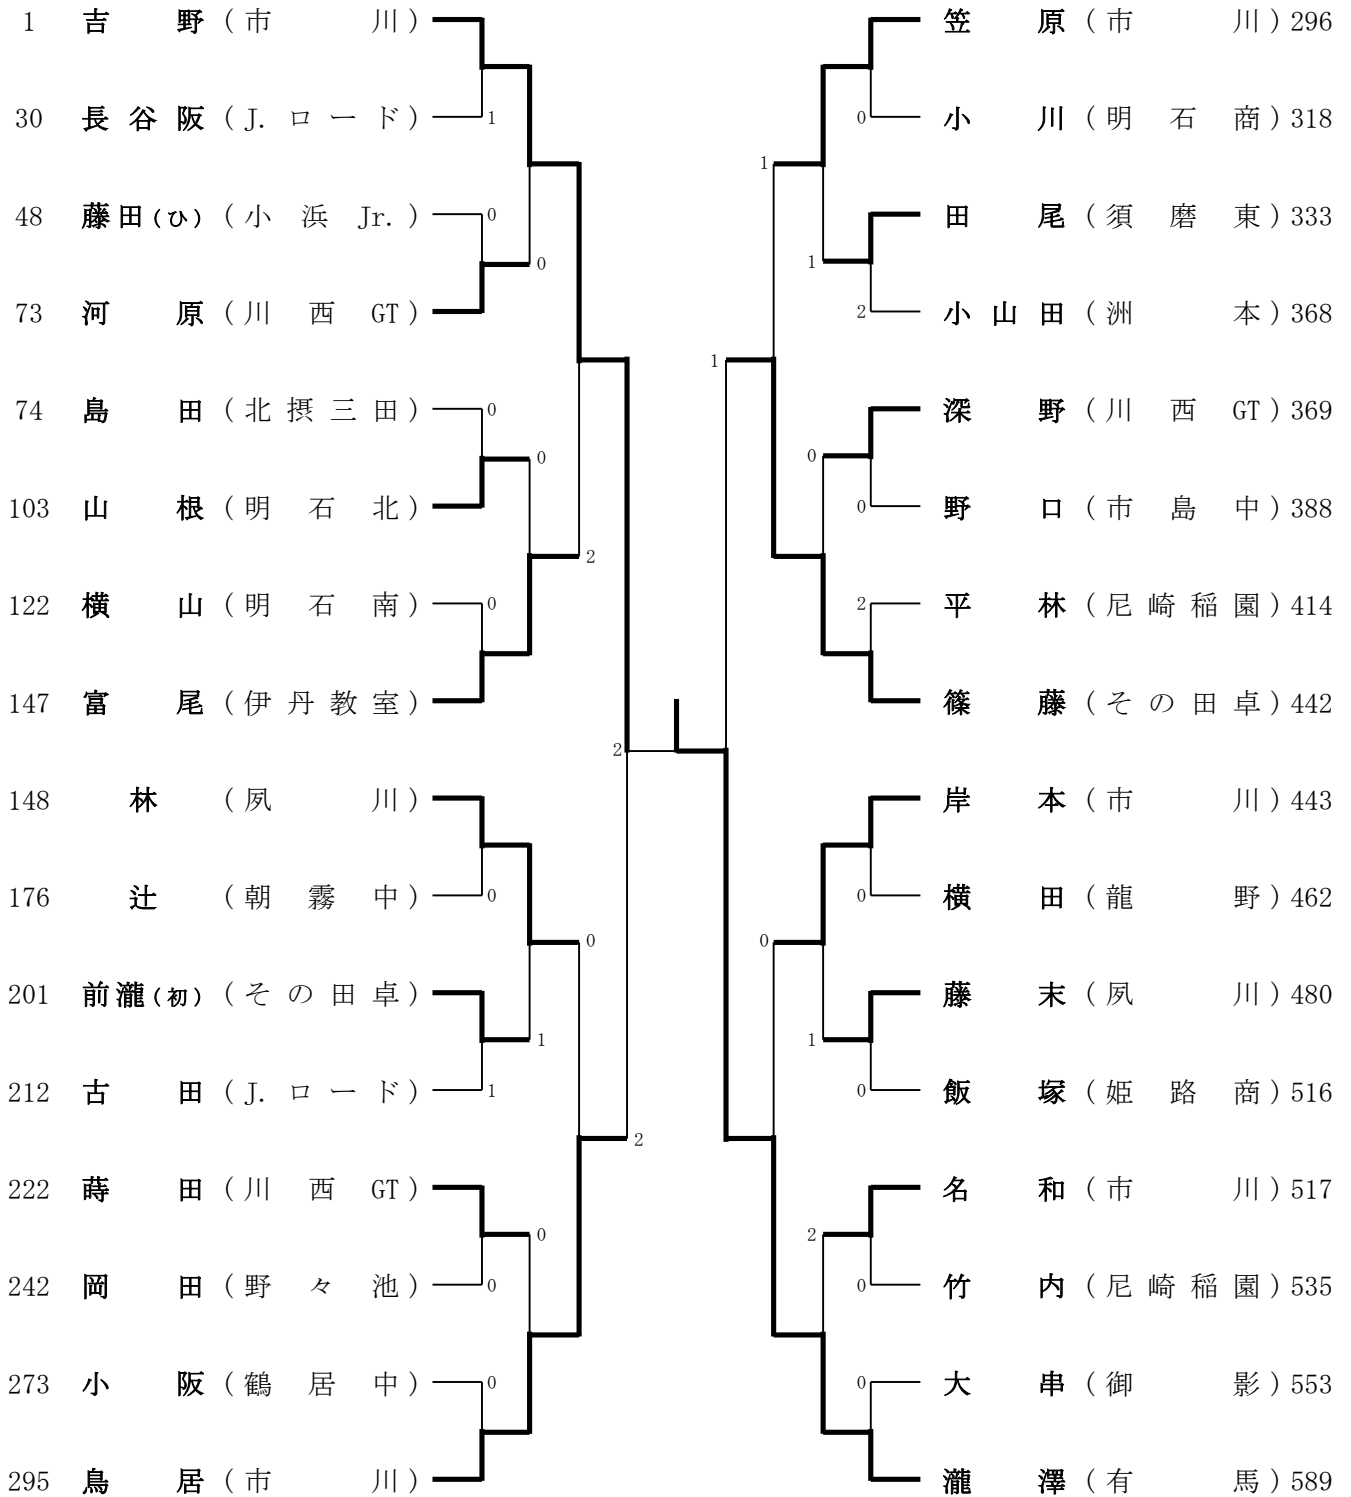 1 吉野（市川） 笠原（市川）296
30 長谷阪（J.ロード） 1 0 小川（明石商）318
1
48 藤田(ひ)（小浜Jr.） 0 田尾（須磨東）333
0 1
73 河原（川西GT） 2 小山田（洲本）368
1
74 島田（北摂三田） 0 深野（川西GT）369
0 0
103 山根（明石北） 0 野口（市島中）388
2
122 横山（明石南） 0 2 平林（尼崎稲園）414
147 富尾（伊丹教室） 篠藤（その田卓）442
2
148 林（夙川） 岸本（市川）443
176 辻（朝霧中） 0 0 横田（龍野）462
0 0
201 前瀧(初)（その田卓） 藤末（夙川）480
1 1
212 古田（J.ロード） 1 0 飯塚（姫路商）516
2
222 蒔田（川西GT） 名和（市川）517
0 2
242 岡田（野々池） 0 0 竹内（尼崎稲園）535
273 小阪（鶴居中） 0 0 大串（御影）553
295 鳥居（市川） 瀧澤（有馬）589